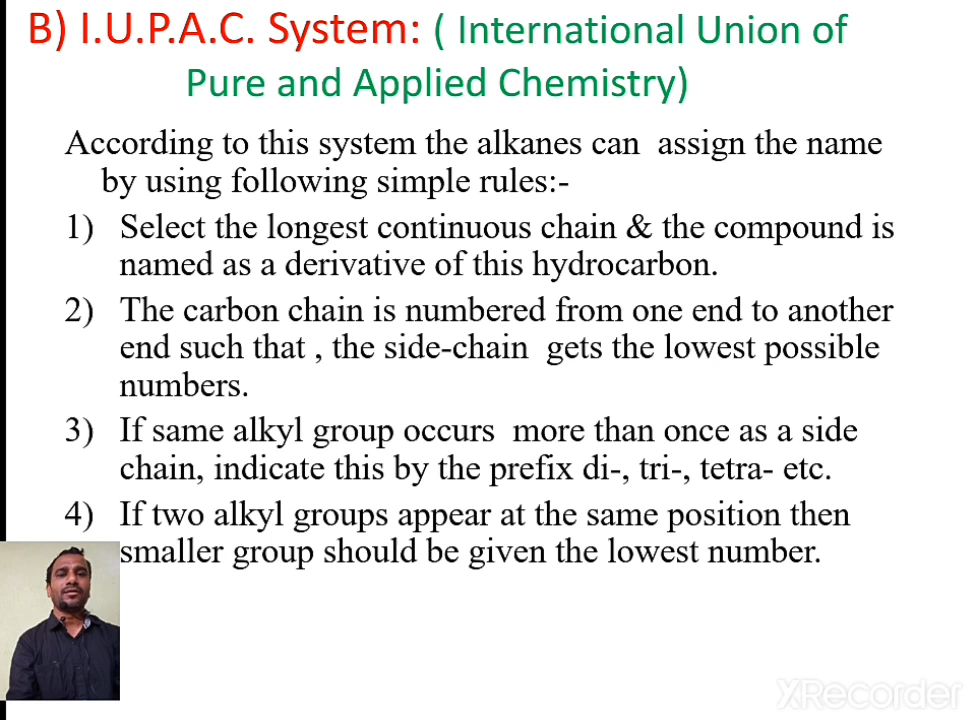 B) I.U.P.A.C. System: ( International Union of
Pure and Applied Chemistry)
According to this system the alkanes can assign the name
by using following simple rules:-
1) Select the longest continuous chain & the compound is
named as a derivative of this hydrocarbon.
2) The carbon chain is numbered from one end to another
end such that , the side-chain gets the lowest possible
numbers.
3) If same alkyl group occurs more than once as a side
chain, indicate this by the prefix di-, tri-, tetra- etc.
4) If two alkyl groups appear at the same position then
smaller group should be given the lowest number.
XRecorder